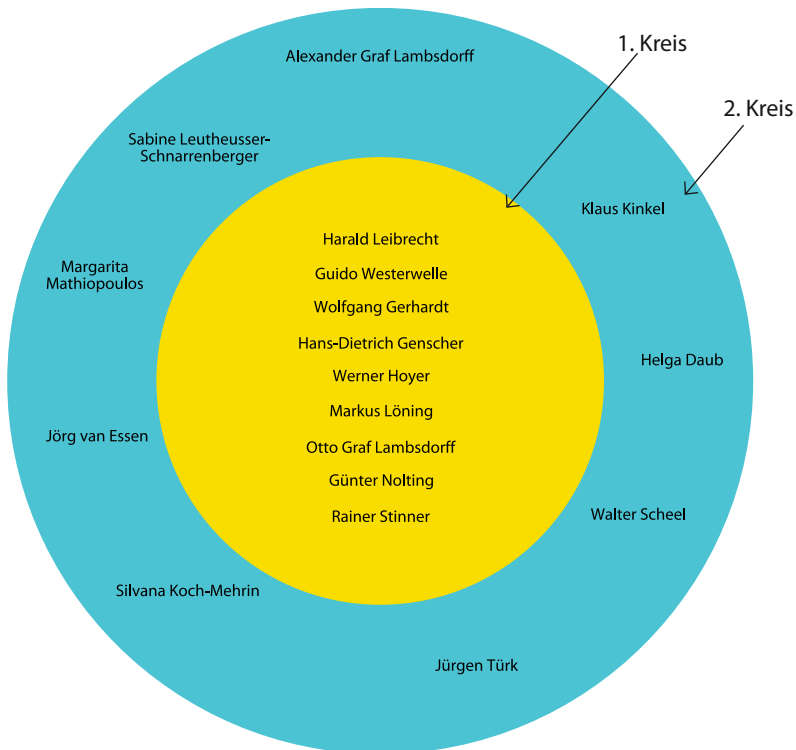 1. Kreis
2. Kreis
Alexander Graf Lambsdorff
Sabine Leutheusser-
Schnarrenberger
Klaus Kinkel
Margarita
Mathiopoulos
Helga Daub
Jörg van Essen
Walter Scheel
Silvana Koch-Mehrin
Jürgen Türk
Harald Leibrecht
Guido Westerwelle
Wolfgang Gerhardt
Hans-Dietrich Genscher
Werner Hoyer
Markus Löning
Otto Graf Lambsdorff
Günter Nolting
Rainer Stinner